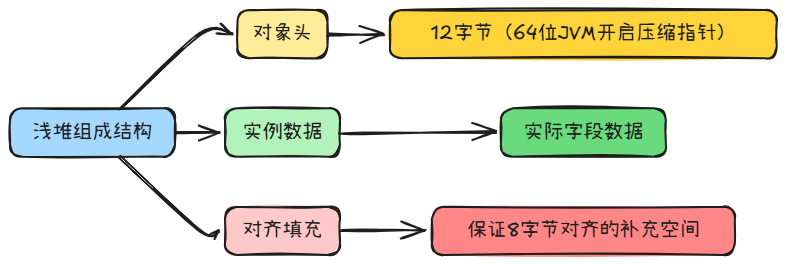 对象头
12字节（64位JVM开启压缩指针）
浅堆组成结构
实例数据
实际字段数据
对齐填充
保证8字节对齐的补充空间